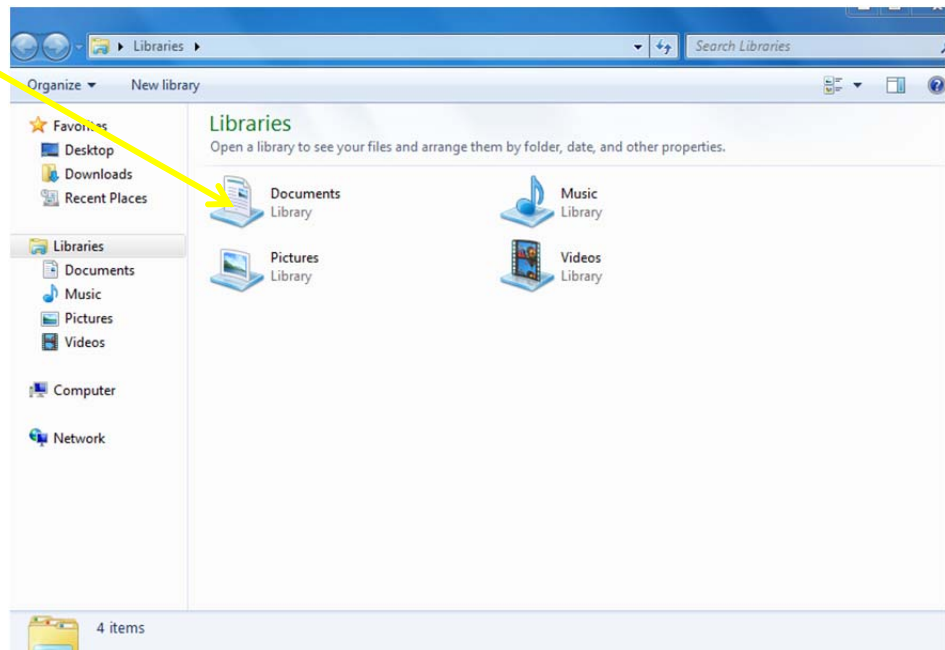 Libraries
Search Libraries
Organize
New library
Favorites
Desktop
Downloads
Recent Places
Libraries
Documents
Music
Pictures
Videos
Computer
Network
Libraries
Open a library to see your files and arrange them by folder, date, and other properties.
Documents
Library
Music
Library
Pictures
Library
Videos
Library
4 items